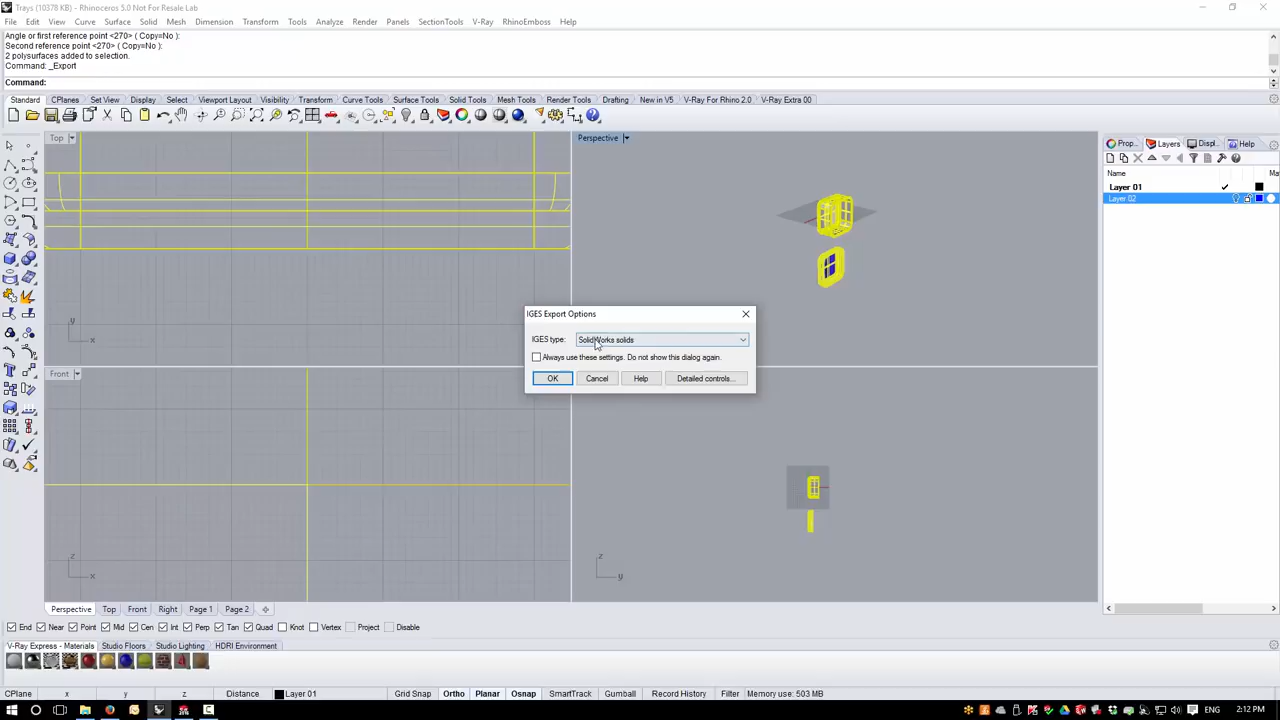 Trays (10378 KB) - Rhinoceros 5.0 Not For Resale Lab
File Edit View Curve Surface Solid Mesh Dimension Transform Tools Analyze Render Panels SectionTools V-Ray RhinoEmboss Help
Angle or first reference point <270> ( Copy=No ):
Second reference point <270> ( Copy=No ):
2 polysurfaces added to selection.
Command: _Export
Command:
Standard CPlanes Set View Display Select Viewport Layout Visibility Transform Curve Tools Surface Tools Solid Tools Mesh Tools Render Tools Drafting New in V5 V-Ray For Rhino 2.0 V-Ray Extra 00
Top Perspective
Prop... Layers Displ... Help
Name Ma
Layer 01
Layer 02
IGES Export Options
IGES type: SolidWorks solids
Always use these settings. Do not show this dialog again.
OK Cancel Help Detailed controls...
y
x
Front
z
x
z
y
Perspective Top Front Right Page 1 Page 2
End Near Point Mid Cen Int Perp Tan Quad Knot Vertex Project Disable
V-Ray Express - Materials Studio Floors Studio Lighting HDRI Environment
CPlane x y z Distance Layer 01 Grid Snap Ortho Planar Osnap SmartTrack Gumball Record History Filter Memory use: 503 MB
ENG 2:12 PM